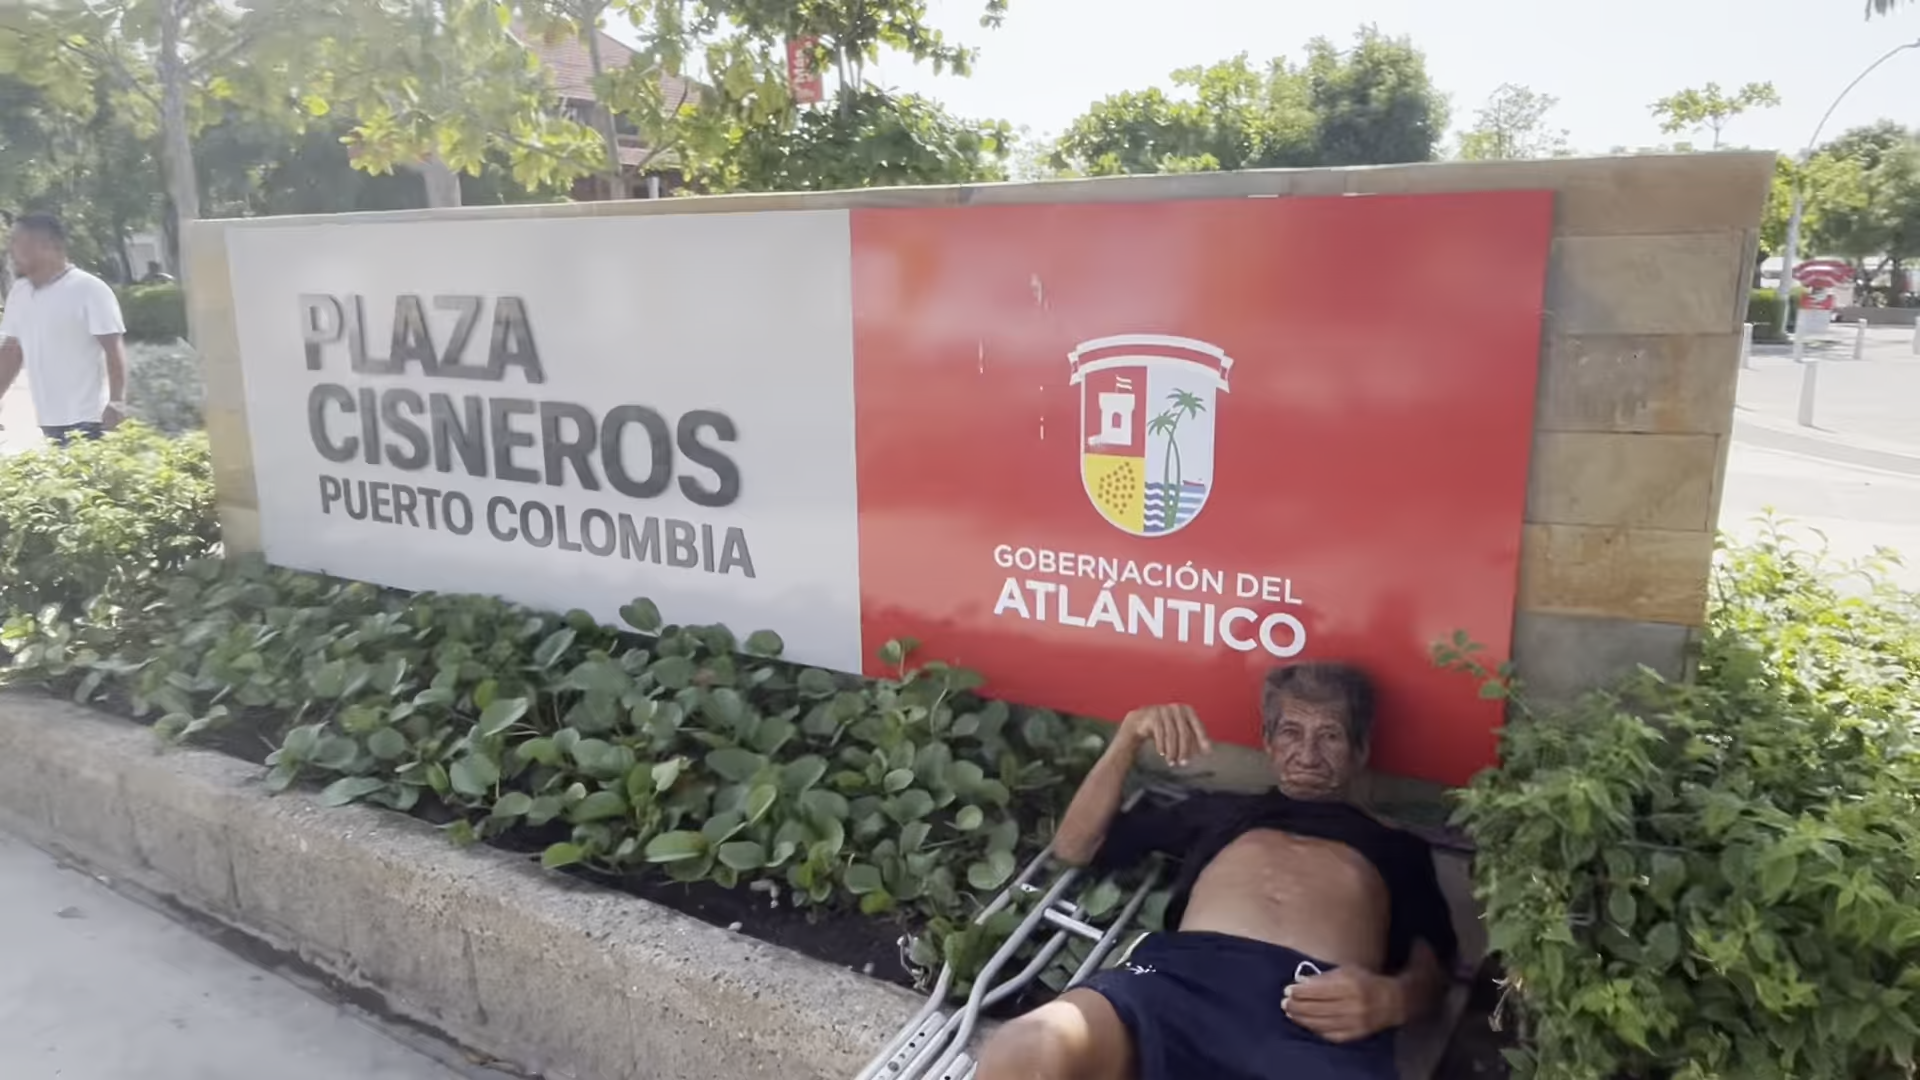 PLAZA
CISNEROS
PUERTO COLOMBIA
GOBERNACIÓN DEL
ATLÁNTICO